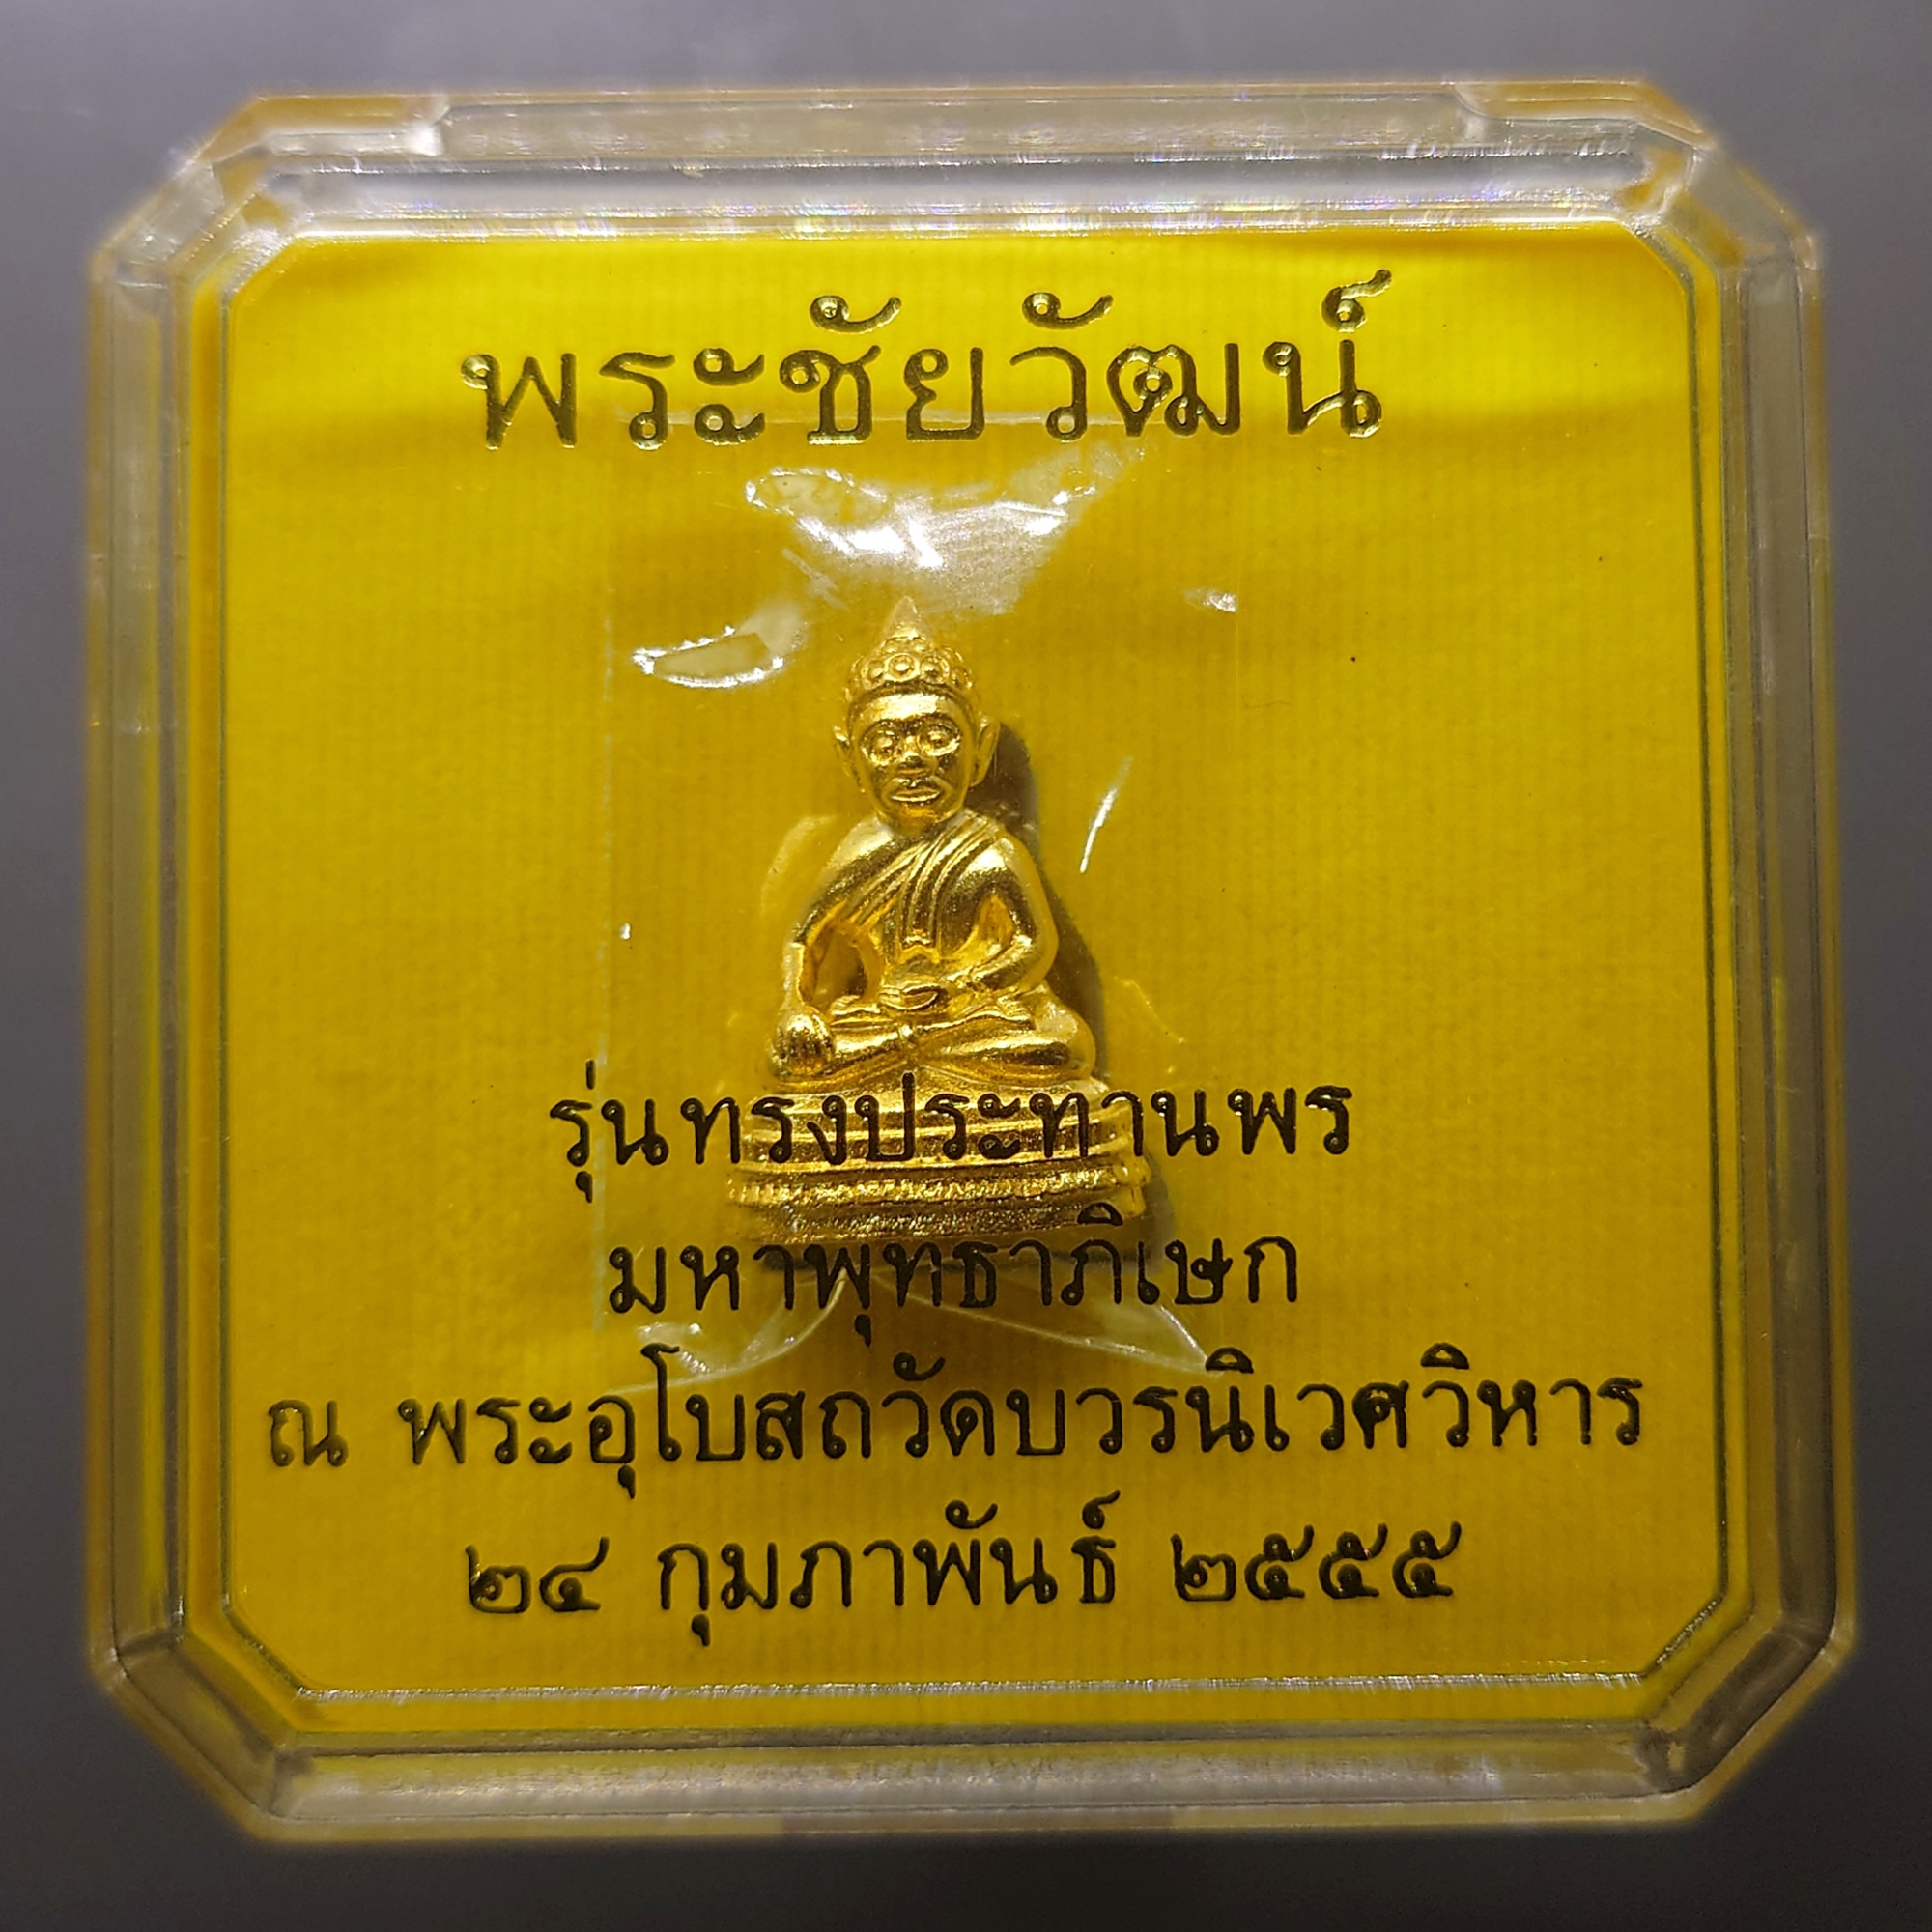 พระชัยวัฒน์
รุ่นทรงประทานพร
มหาพุทธาภิเษก
ณ พระอุโบสถวัดบวรนิเวศวิหาร
๒๔ กุมภาพันธ์ ๒๕๕๕